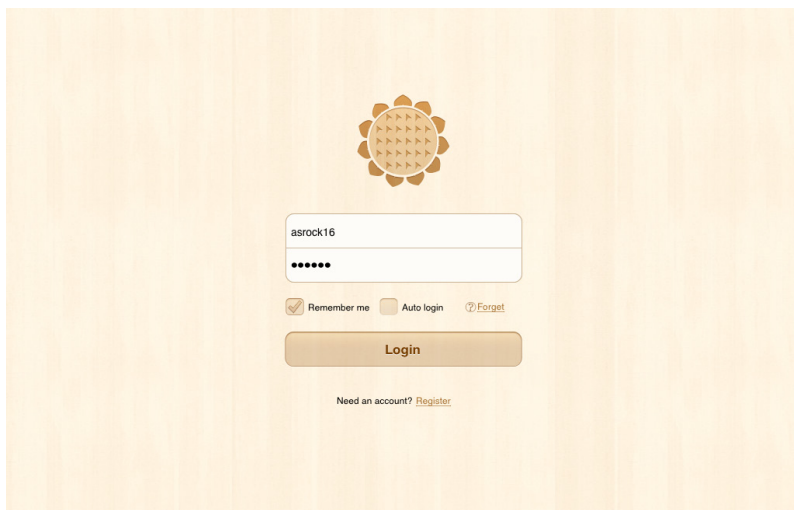 asrock16
••••••
Remember me Auto login ?Forget
Login
Need an account? Register